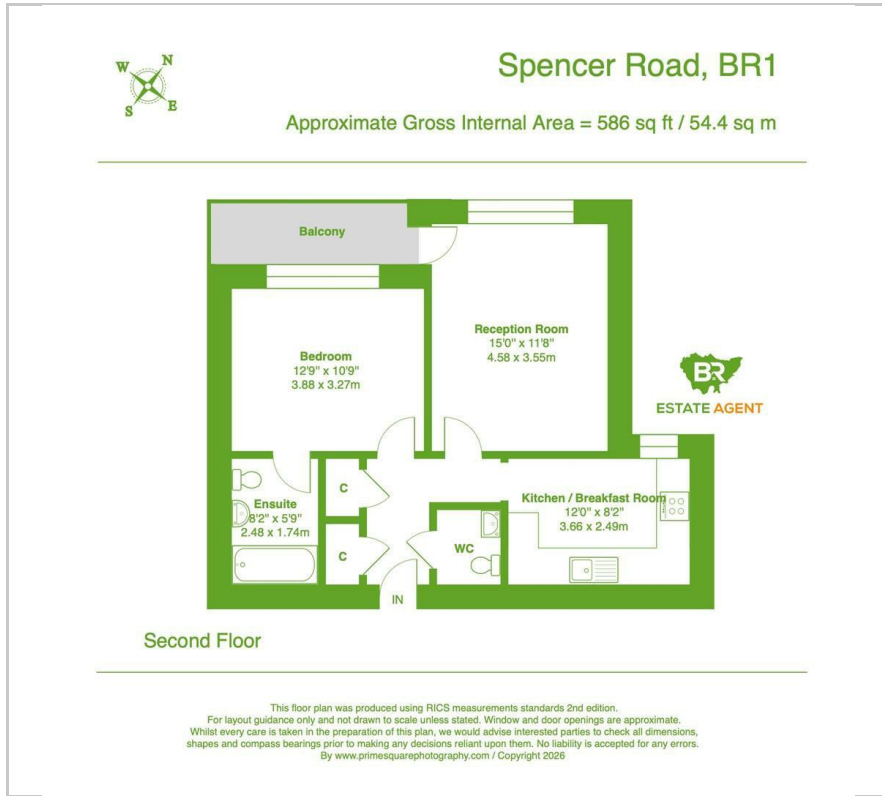 W
N
S
E
Spencer Road, BR1
Approximate Gross Internal Area = 586 sq ft / 54.4 sq m
Balcony
Reception Room
15'0" x 11'8"
4.58 x 3.55m
Bedroom
12'9" x 10'9"
3.88 x 3.27m
BR
ESTATE AGENT
C
Ensuite
8'2" x 5'9"
2.48 x 1.74m
Kitchen / Breakfast Room
12'0" x 8'2"
3.66 x 2.49m
C
WC
IN
Second Floor
This floor plan was produced using RICS measurements standards 2nd edition.
For layout guidance only and not drawn to scale unless stated. Window and door openings are approximate.
Whilst every care is taken in the preparation of this plan, we would advise interested parties to check all dimensions,
shapes and compass bearings prior to making any decisions reliant upon them. No liability is accepted for any errors.
By www.primesquarephotography.com / Copyright 2026